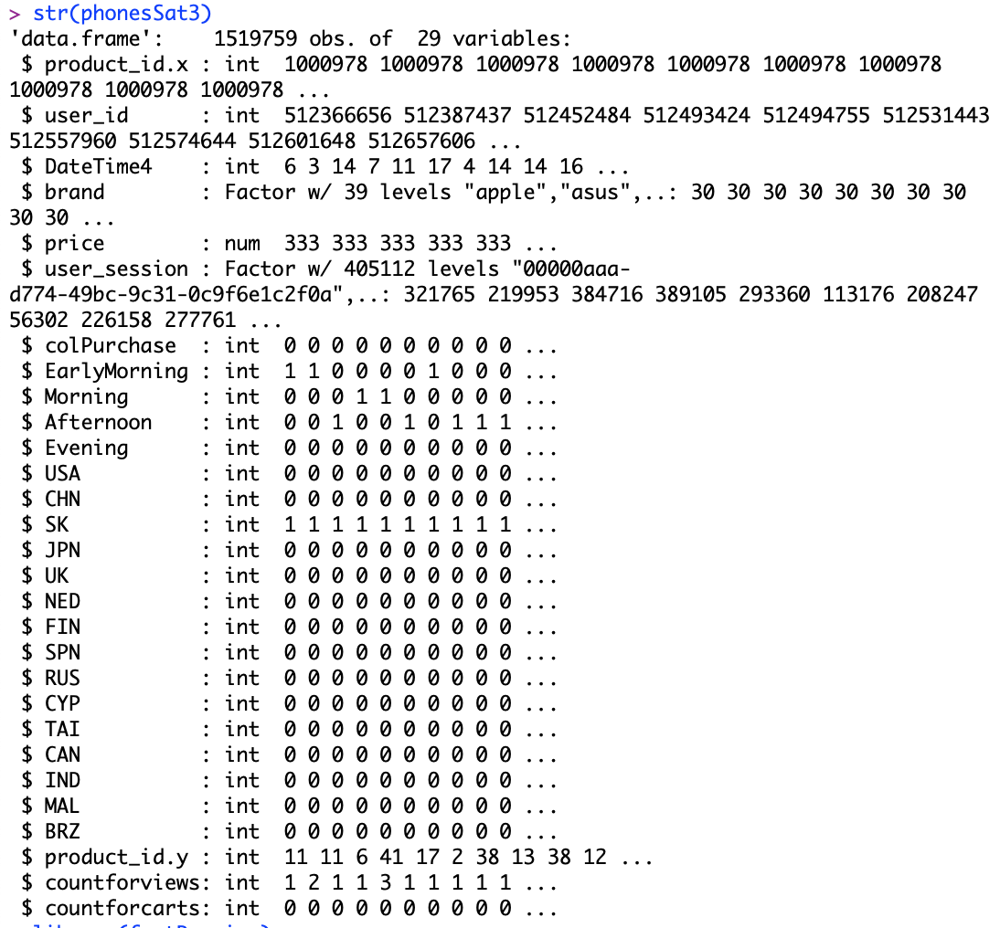 > str(phonesSat3)
'data.frame':    1519759 obs. of  29 variables:
 $ product_id.x : int  1000978 1000978 1000978 1000978 1000978 1000978 1000978
1000978 1000978 1000978 ...
 $ user_id      : int  512366656 512387437 512452484 512493424 512494755 512531443
512557960 512574644 512601648 512657606 ...
 $ DateTime4    : int  6 3 14 7 11 17 4 14 14 16 ...
 $ brand        : Factor w/ 39 levels "apple","asus",..: 30 30 30 30 30 30 30 30
30 30 ...
 $ price        : num  333 333 333 333 333 ...
 $ user_session : Factor w/ 405112 levels "00000aaa-
d774-49bc-9c31-0c9f6e1c2f0a",..: 321765 219953 384716 389105 293360 113176 208247
56302 226158 277761 ...
 $ colPurchase  : int  0 0 0 0 0 0 0 0 0 0 ...
 $ EarlyMorning : int  1 1 0 0 0 0 1 0 0 0 ...
 $ Morning      : int  0 0 0 1 1 0 0 0 0 0 ...
 $ Afternoon    : int  0 0 1 0 0 1 0 1 1 1 ...
 $ Evening      : int  0 0 0 0 0 0 0 0 0 0 ...
 $ USA          : int  0 0 0 0 0 0 0 0 0 0 ...
 $ CHN          : int  0 0 0 0 0 0 0 0 0 0 ...
 $ SK           : int  1 1 1 1 1 1 1 1 1 1 ...
 $ JPN          : int  0 0 0 0 0 0 0 0 0 0 ...
 $ UK           : int  0 0 0 0 0 0 0 0 0 0 ...
 $ NED          : int  0 0 0 0 0 0 0 0 0 0 ...
 $ FIN          : int  0 0 0 0 0 0 0 0 0 0 ...
 $ SPN          : int  0 0 0 0 0 0 0 0 0 0 ...
 $ RUS          : int  0 0 0 0 0 0 0 0 0 0 ...
 $ CYP          : int  0 0 0 0 0 0 0 0 0 0 ...
 $ TAI          : int  0 0 0 0 0 0 0 0 0 0 ...
 $ CAN          : int  0 0 0 0 0 0 0 0 0 0 ...
 $ IND          : int  0 0 0 0 0 0 0 0 0 0 ...
 $ MAL          : int  0 0 0 0 0 0 0 0 0 0 ...
 $ BRZ          : int  0 0 0 0 0 0 0 0 0 0 ...
 $ product_id.y : int  11 11 6 41 17 2 38 13 38 12 ...
 $ countforviews: int  1 2 1 1 3 1 1 1 1 1 ...
 $ countforcarts: int  0 0 0 0 0 0 0 0 0 0 ...